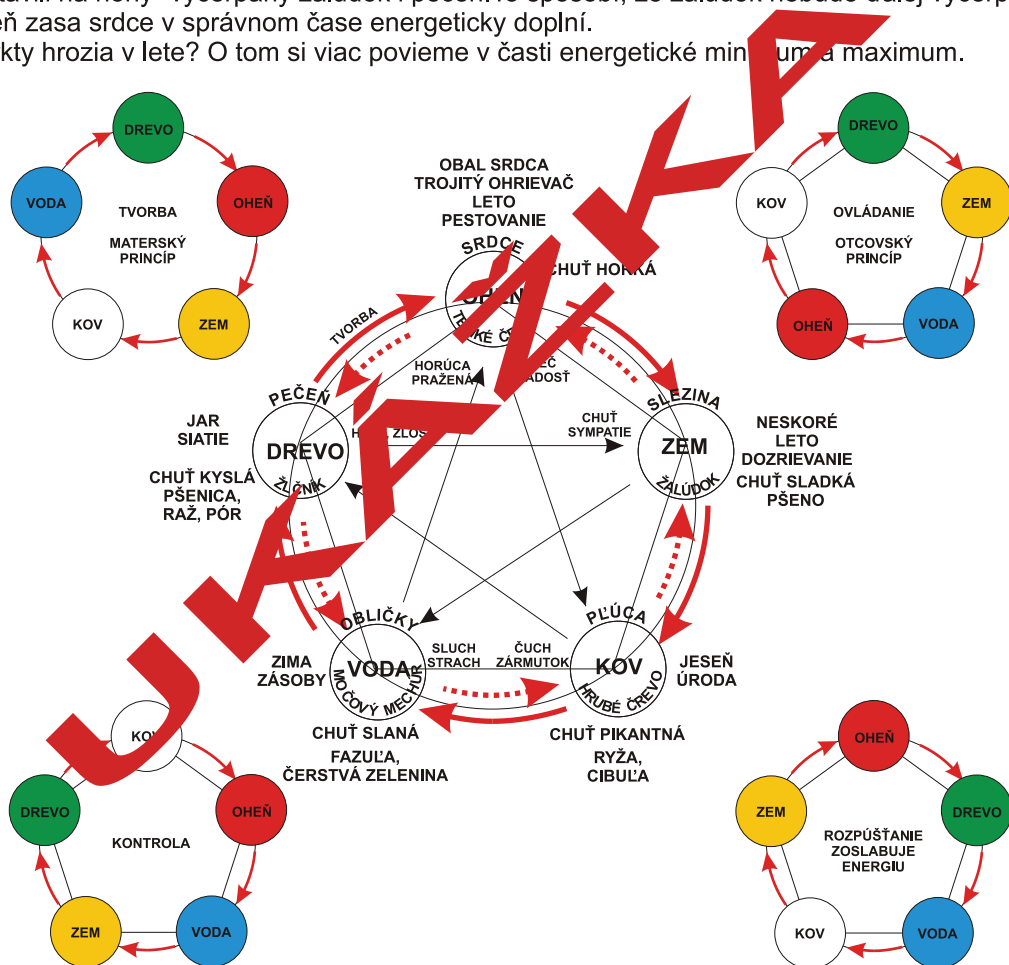 v správnom čase energeticky doplní.
hrozia v lete? O tom si viac povieme v časti energetické
maximum.
DREVO
OHEŇ
ZEM
KOV
VODA
TVORBA
MATERSKÝ
PRINCÍP
DREVO
ZEM
VODA
OHEŇ
KOV
OVLÁDANIE
OTCOVSKÝ
PRINCÍP
OBAL SRDCA
TROJITÝ OHRIEVAČ
LETO
PESTOVANIE
SRDCE
CHUŤ HORKÁ
TVORBA
HORÚCA
PRAŽENÁ
PEČEŇ
DREVO
ŽLČNÍK
JAR
SIATIE
CHUŤ KYSLÁ
PŠENICA,
RAŽ, PÓR
CHUŤ
SYMPATIE
SLEZINA
ZEM
ŽALÚDOK
NESKORÉ
LETO
DOZRIEVANIE
CHUŤ SLADKÁ
PŠENO
OBLIČKY
VODA
MOČOVÝ MECHÚR
ZIMA
ZÁSOBY
SLUCH
STRACH
CHUŤ SLANÁ
FAZUĽA,
ČERSTVÁ ZELENINA
ČUCH
ZÁRMUTOK
PĽÚCA
KOV
HRUBÉ ČREVO
JESEŇ
ÚRODA
CHUŤ PIKANTNÁ
RYŽA,
CIBUĽA
KOV
OHEŇ
VODA
ZEM
DREVO
KONTROLA
OHEŇ
DREVO
VODA
KOV
ZEM
ROZPÚŠŤANIE
ZOSLABUJE
ENERGIU
UKÁŽKA